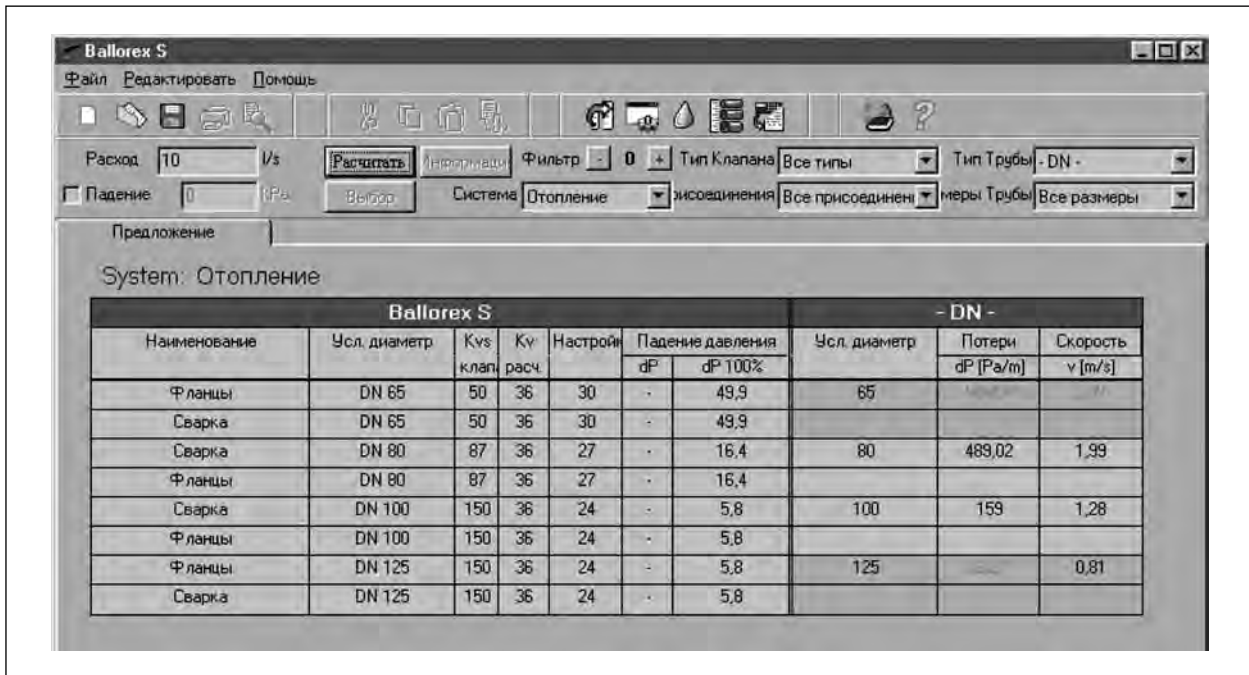 Ballorex S
Файл Редактировать Помощь
Расход 10 l/s Расчитать Фильтр - 0 + Тип Клапана Все типы Тип Трубы - DN -
Падение 0 Выбор Система Отопление рисоединения Все присоединени меры Трубы Все размеры
Предложение
System: Отопление
Ballorex S - DN -
Наименование Усл. диаметр Kvs Kv Настройк Падение давления Усл. диаметр Потери Скорость
клап. расч. dP dP 100% dP [Pa/m] v [m/s]
Фланцы DN 65 50 36 30 - 49,9 65
Сварка DN 65 50 36 30 - 49,9
Сварка DN 80 87 36 27 - 16,4 80 489,02 1,99
Фланцы DN 80 87 36 27 - 16,4
Сварка DN 100 150 36 24 - 5,8 100 159 1,28
Фланцы DN 100 150 36 24 - 5,8
Фланцы DN 125 150 36 24 - 5,8 125 0,81
Сварка DN 125 150 36 24 - 5,8